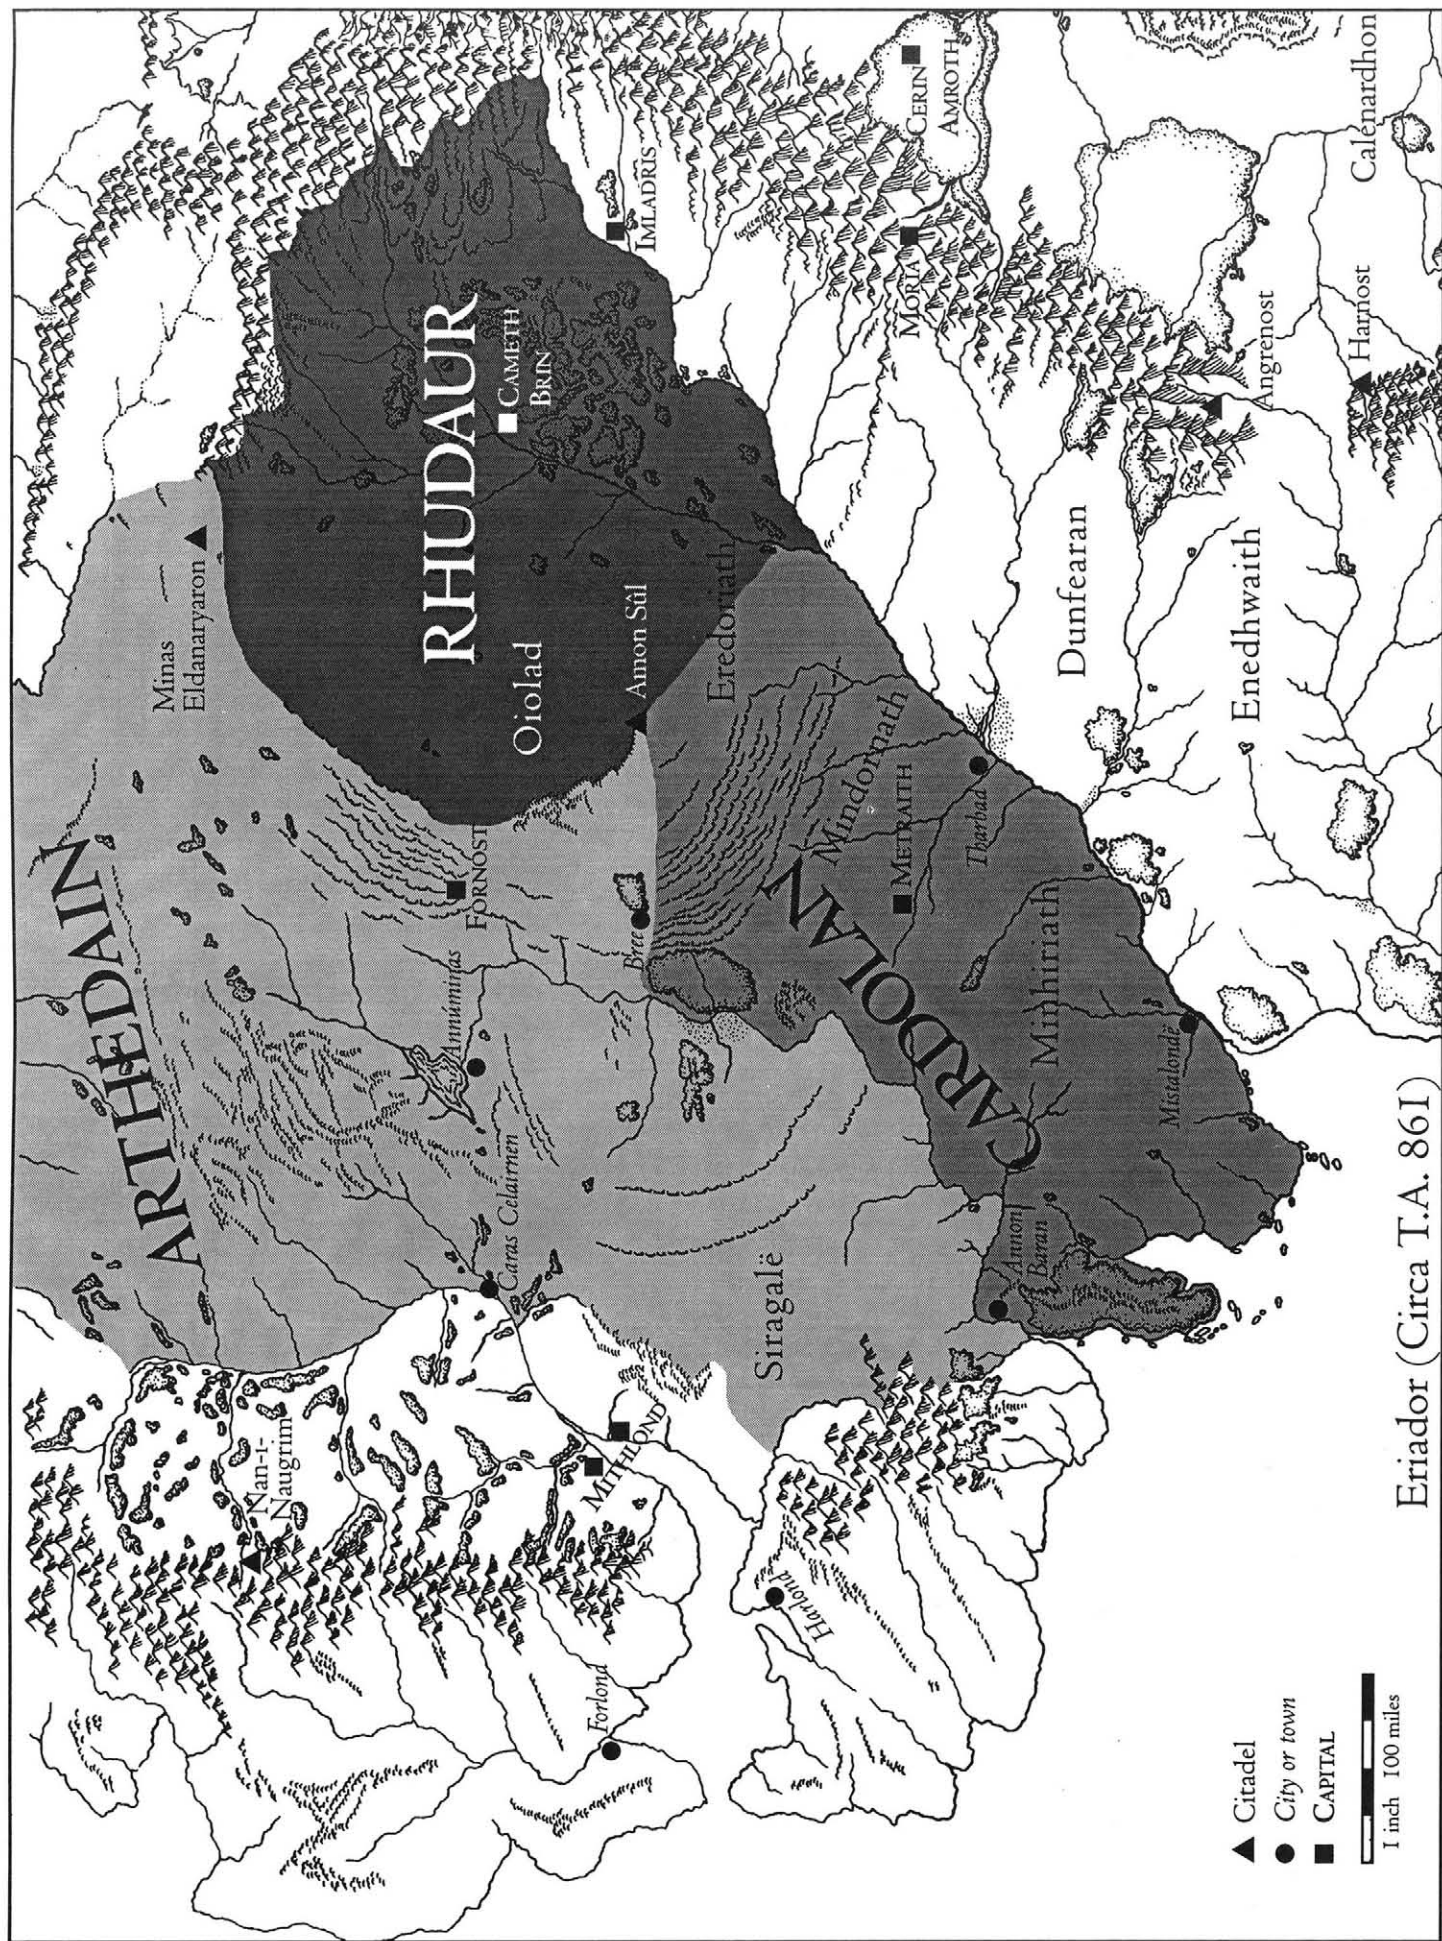 ARTHEDAIN
Minas
Eldanaryaron
Nan-i-
Naugrim
RHUDAUR
CAMETH
BRIN
FORNOST
Annúminas
Caras Celairnen
Oiolad
Amon Sûl
IMLADRUS
Bree
MITHLOND
Forlond
Eredoriath
Siragalë
Harlond
Mindornath
METRAITH
CARDOLAN
Tharbad
MORIA
CERIN
AMROTH
Minhiriath
Annon
Baran
Mistalondë
Dunfearan
Enedhwaith
Angrenost
Harnost
Calenardhon
Citadel
City or town
CAPITAL
1 inch 100 miles
Eriador (Circa T.A. 861)